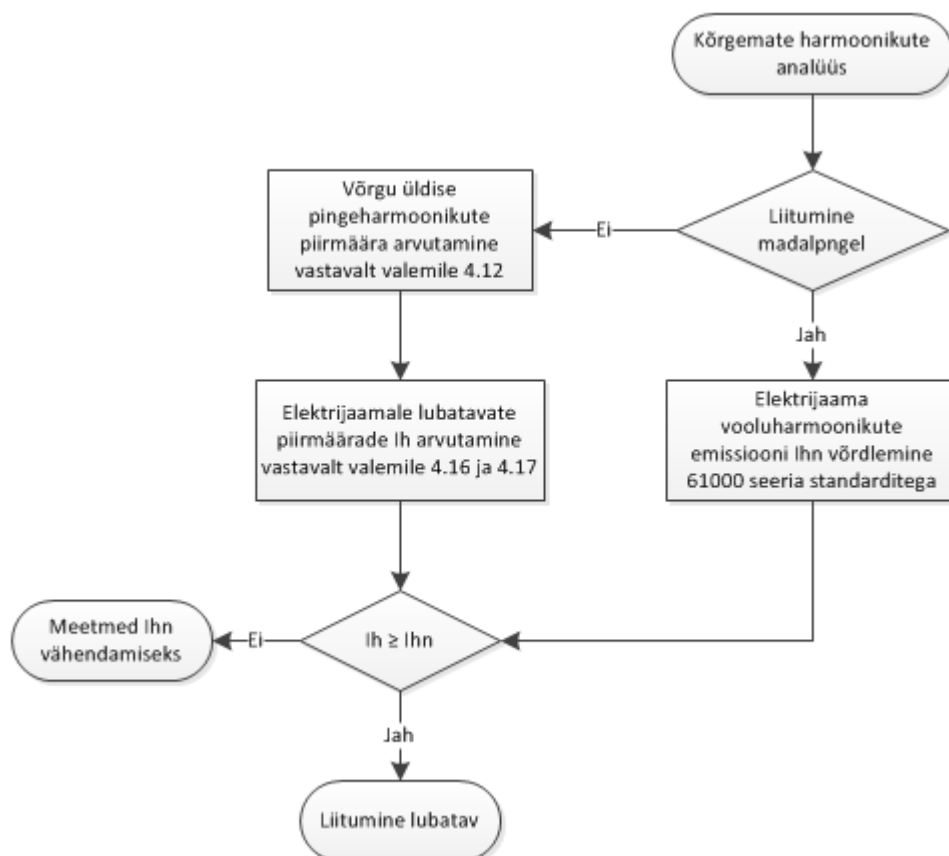 Kõrgemate harmoonikute
analüüs
Liitumine
madalpngel
Ei
Võrgu üldise
pingeharmoonikute
piirmäära arvutamine
vastavalt valemile 4.12
Jah
Elektrijaamale lubatavate
piirmäärade Ih arvutamine
vastavalt valemile 4.16 ja 4.17
Elektrijaama
vooluharmoonikute
emissiooni Ihn võrdlemine
61000 seeria standarditega
Ih ≥ Ihn
Ei
Meetmed Ihn
vähendamiseks
Jah
Liitumine lubatav